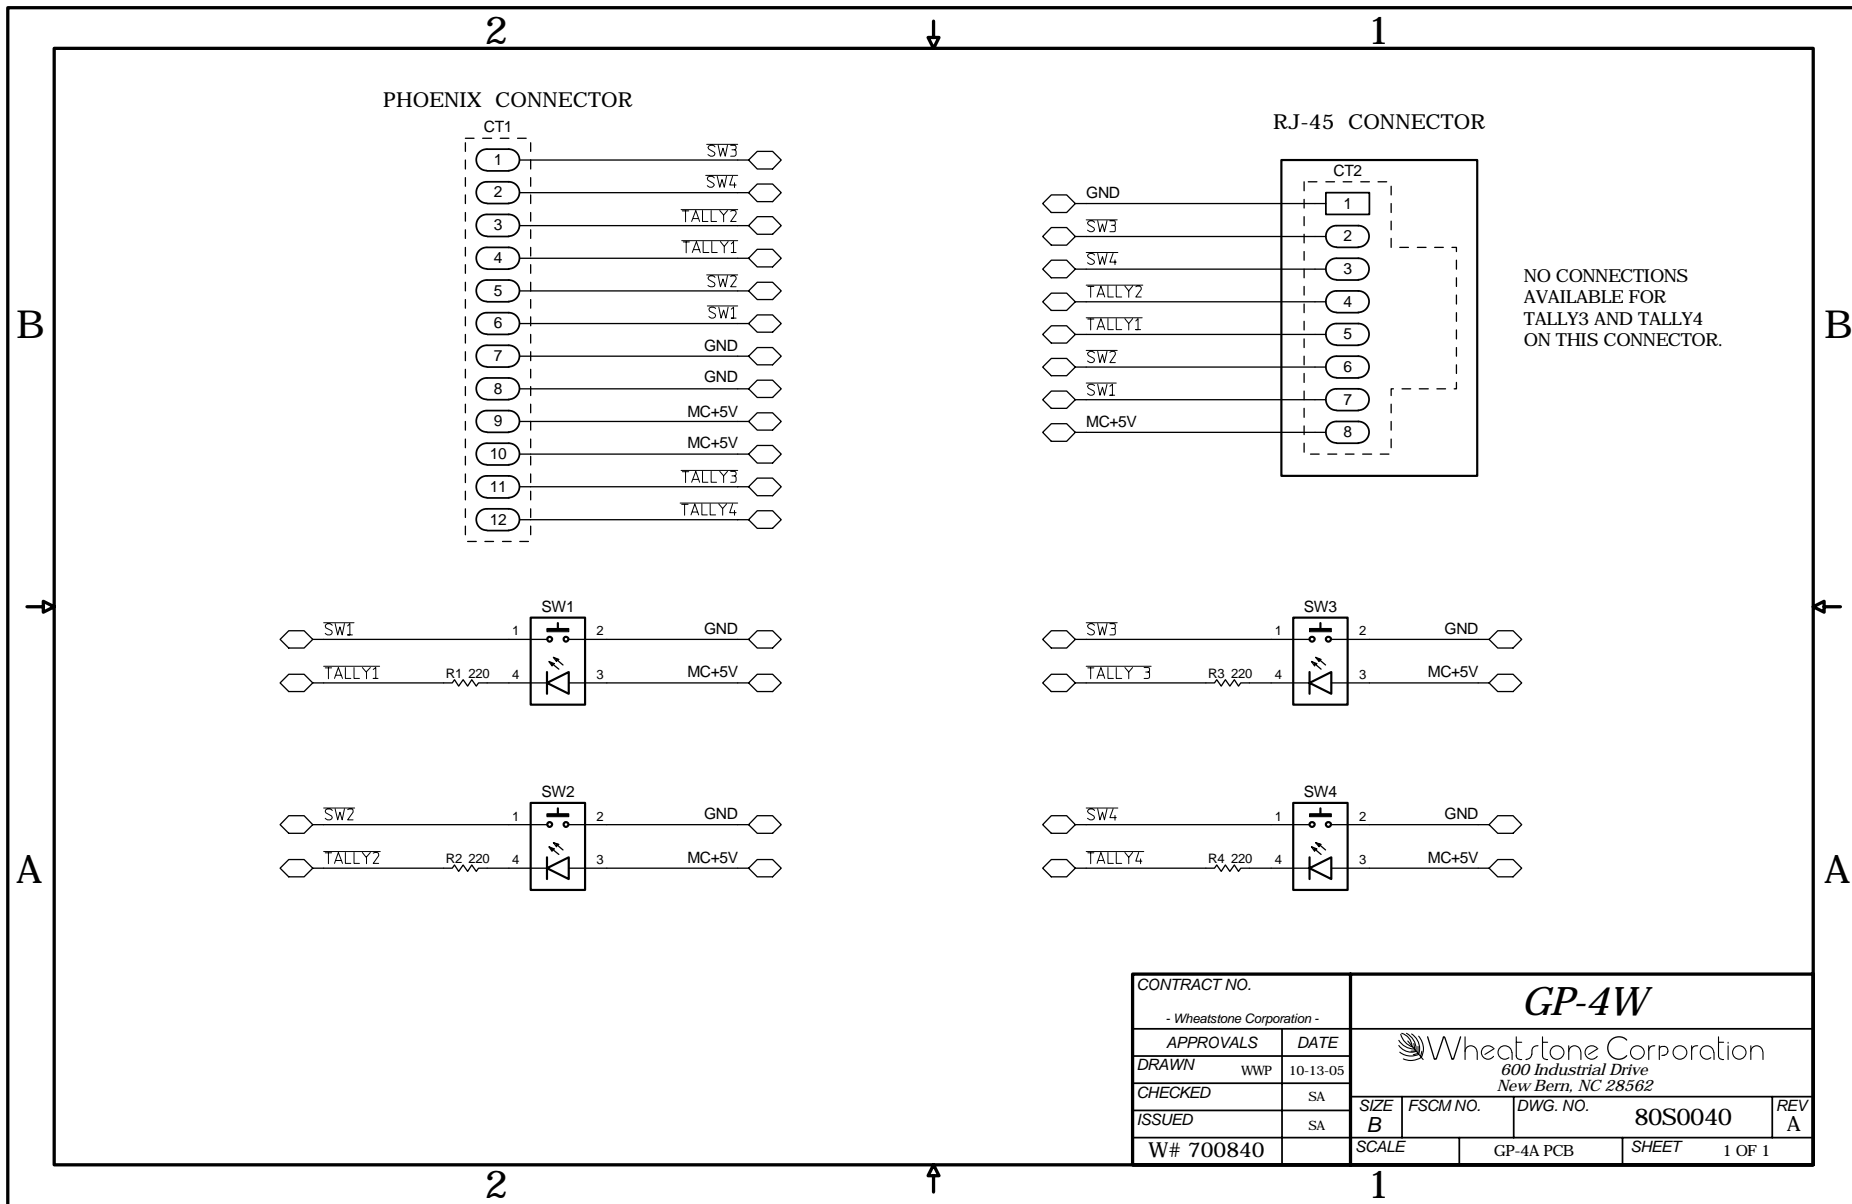 2 1
PHOENIX CONNECTOR
CT1
1 SW3
2 SW4
3 TALLY2
4 TALLY1
5 SW2
6 SW1
7 GND
8 GND
9 MC+5V
10 MC+5V
11 TALLY3
12 TALLY4
RJ-45 CONNECTOR
CT2
GND 1
SW3 2
SW4 3
TALLY2 4
TALLY1 5
SW2 6
SW1 7
MC+5V 8
NO CONNECTIONS
AVAILABLE FOR
TALLY3 AND TALLY4
ON THIS CONNECTOR.
B B
SW1
SW1 1 2 GND
TALLY1 R1 220 4 3 MC+5V
SW3
SW3 1 2 GND
TALLY 3 R3 220 4 3 MC+5V
SW2
SW2 1 2 GND
TALLY2 R2 220 4 3 MC+5V
SW4
SW4 1 2 GND
TALLY4 R4 220 4 3 MC+5V
A A
CONTRACT NO.
- Wheatstone Corporation -
APPROVALS DATE
DRAWN WWP 10-13-05
CHECKED SA
ISSUED SA
W# 700840
GP-4W
Wheatstone Corporation
600 Industrial Drive
New Bern, NC 28562
SIZE B FSCM NO. DWG. NO. 80S0040 REV A
SCALE GP-4A PCB SHEET 1 OF 1
2 1